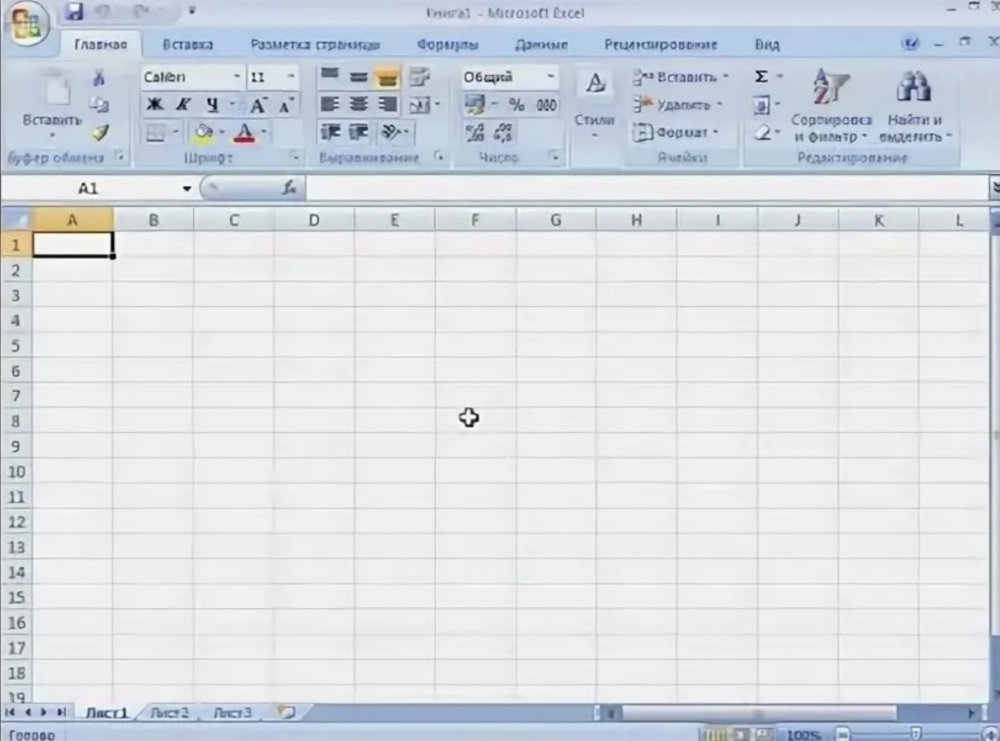 Книга1 - Microsoft Excel
Главная Вставка Разметка страницы Формулы Данные Рецензирование Вид
Calibri 11 Общий Вставить Σ
Ж К Ч A A % 000 Удалить
Вставить Стили Формат Сортировка и фильтр Найти и выделить
Буфер обмена Шрифт Выравнивание Число Ячейки Редактирование
A1 fx
A B C D E F G H I J K L
1
2
3
4
5
6
7
8
9
10
11
12
13
14
15
16
17
18
19
Лист1 Лист2 Лист3
Готово 100%